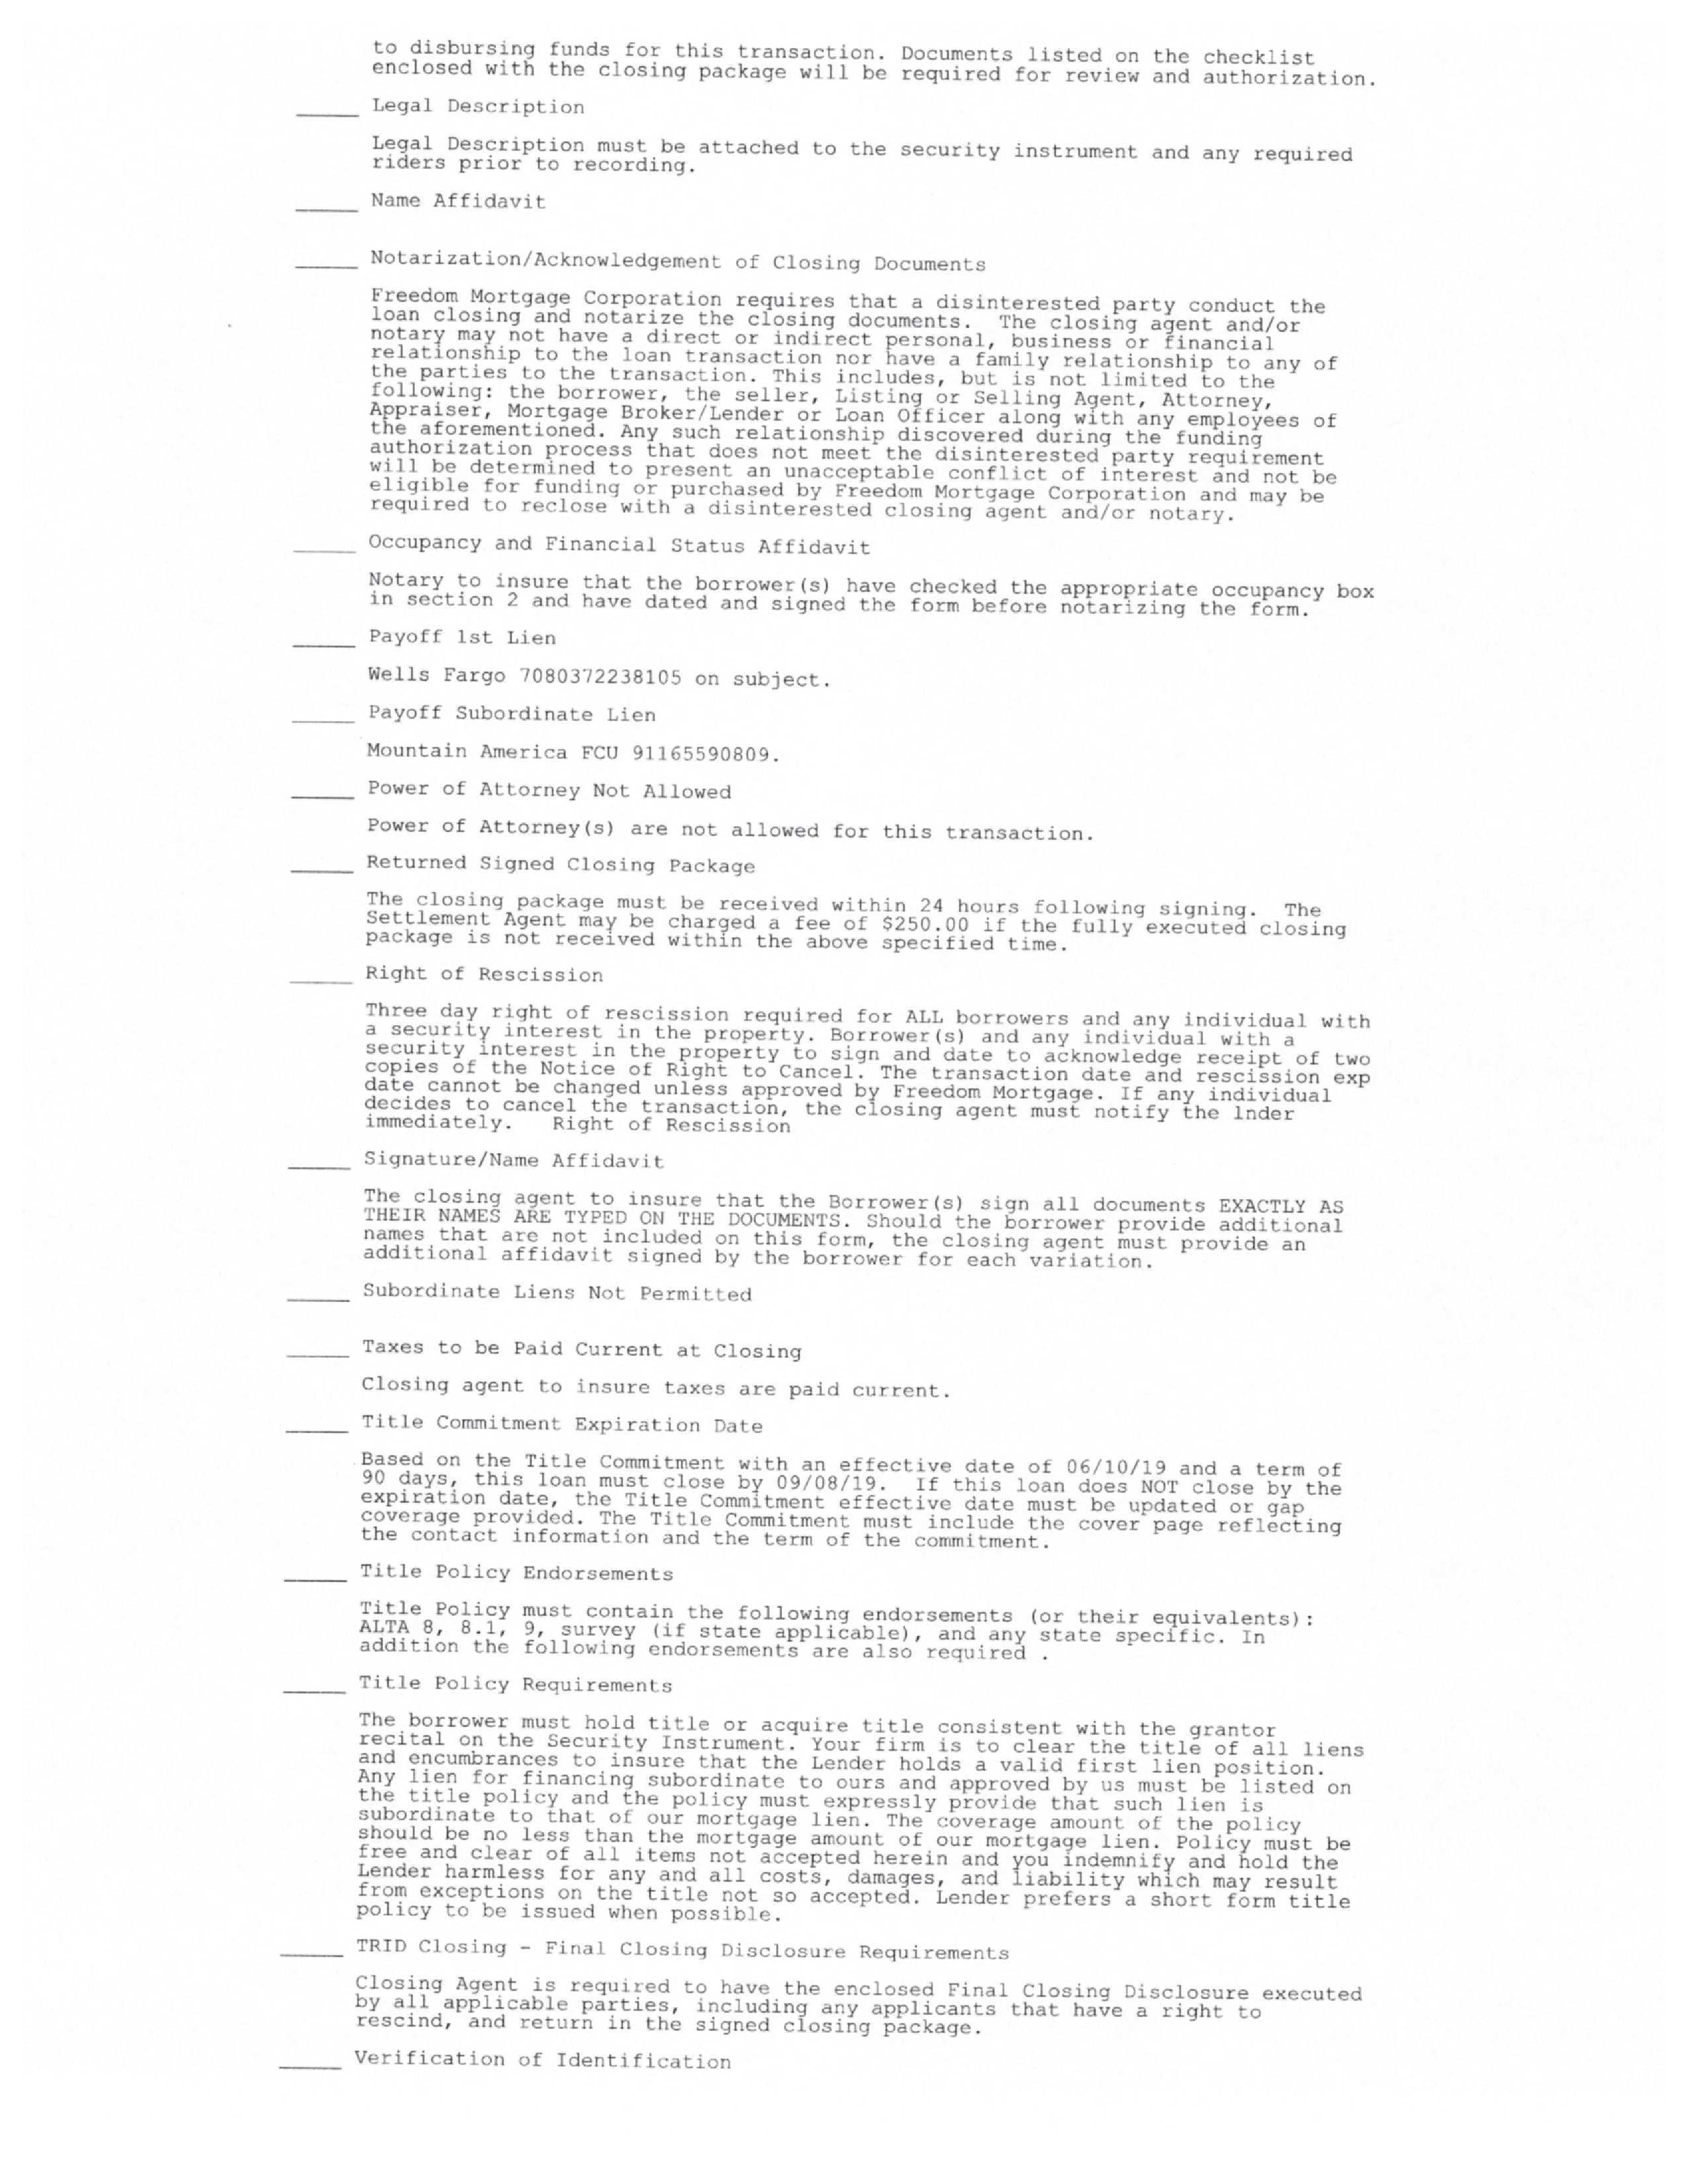 to disbursing funds for this transaction. Documents listed on the checklist
enclosed with the closing package will be required for review and authorization.
_____ Legal Description
Legal Description must be attached to the security instrument and any required
riders prior to recording.
_____ Name Affidavit
_____ Notarization/Acknowledgement of Closing Documents
Freedom Mortgage Corporation requires that a disinterested party conduct the
loan closing and notarize the closing documents.  The closing agent and/or
notary may not have a direct or indirect personal, business or financial
relationship to the loan transaction nor have a family relationship to any of
the parties to the transaction. This includes, but is not limited to the
following: the borrower, the seller, Listing or Selling Agent, Attorney,
Appraiser, Mortgage Broker/Lender or Loan Officer along with any employees of
the aforementioned. Any such relationship discovered during the funding
authorization process that does not meet the disinterested party requirement
will be determined to present an unacceptable conflict of interest and not be
eligible for funding or purchased by Freedom Mortgage Corporation and may be
required to reclose with a disinterested closing agent and/or notary.
_____ Occupancy and Financial Status Affidavit
Notary to insure that the borrower(s) have checked the appropriate occupancy box
in section 2 and have dated and signed the form before notarizing the form.
_____ Payoff 1st Lien
Wells Fargo 7080372238105 on subject.
_____ Payoff Subordinate Lien
Mountain America FCU 91165590809.
_____ Power of Attorney Not Allowed
Power of Attorney(s) are not allowed for this transaction.
_____ Returned Signed Closing Package
The closing package must be received within 24 hours following signing.  The
Settlement Agent may be charged a fee of $250.00 if the fully executed closing
package is not received within the above specified time.
_____ Right of Rescission
Three day right of rescission required for ALL borrowers and any individual with
a security interest in the property. Borrower(s) and any individual with a
security interest in the property to sign and date to acknowledge receipt of two
copies of the Notice of Right to Cancel. The transaction date and rescission exp
date cannot be changed unless approved by Freedom Mortgage. If any individual
decides to cancel the transaction, the closing agent must notify the lnder
immediately.   Right of Rescission
_____ Signature/Name Affidavit
The closing agent to insure that the Borrower(s) sign all documents EXACTLY AS
THEIR NAMES ARE TYPED ON THE DOCUMENTS. Should the borrower provide additional
names that are not included on this form, the closing agent must provide an
additional affidavit signed by the borrower for each variation.
_____ Subordinate Liens Not Permitted
_____ Taxes to be Paid Current at Closing
Closing agent to insure taxes are paid current.
_____ Title Commitment Expiration Date
Based on the Title Commitment with an effective date of 06/10/19 and a term of
90 days, this loan must close by 09/08/19.  If this loan does NOT close by the
expiration date, the Title Commitment effective date must be updated or gap
coverage provided. The Title Commitment must include the cover page reflecting
the contact information and the term of the commitment.
_____ Title Policy Endorsements
Title Policy must contain the following endorsements (or their equivalents):
ALTA 8, 8.1, 9, survey (if state applicable), and any state specific. In
addition the following endorsements are also required .
_____ Title Policy Requirements
The borrower must hold title or acquire title consistent with the grantor
recital on the Security Instrument. Your firm is to clear the title of all liens
and encumbrances to insure that the Lender holds a valid first lien position.
Any lien for financing subordinate to ours and approved by us must be listed on
the title policy and the policy must expressly provide that such lien is
subordinate to that of our mortgage lien. The coverage amount of the policy
should be no less than the mortgage amount of our mortgage lien. Policy must be
free and clear of all items not accepted herein and you indemnify and hold the
Lender harmless for any and all costs, damages, and liability which may result
from exceptions on the title not so accepted. Lender prefers a short form title
policy to be issued when possible.
_____ TRID Closing - Final Closing Disclosure Requirements
Closing Agent is required to have the enclosed Final Closing Disclosure executed
by all applicable parties, including any applicants that have a right to
rescind, and return in the signed closing package.
_____ Verification of Identification